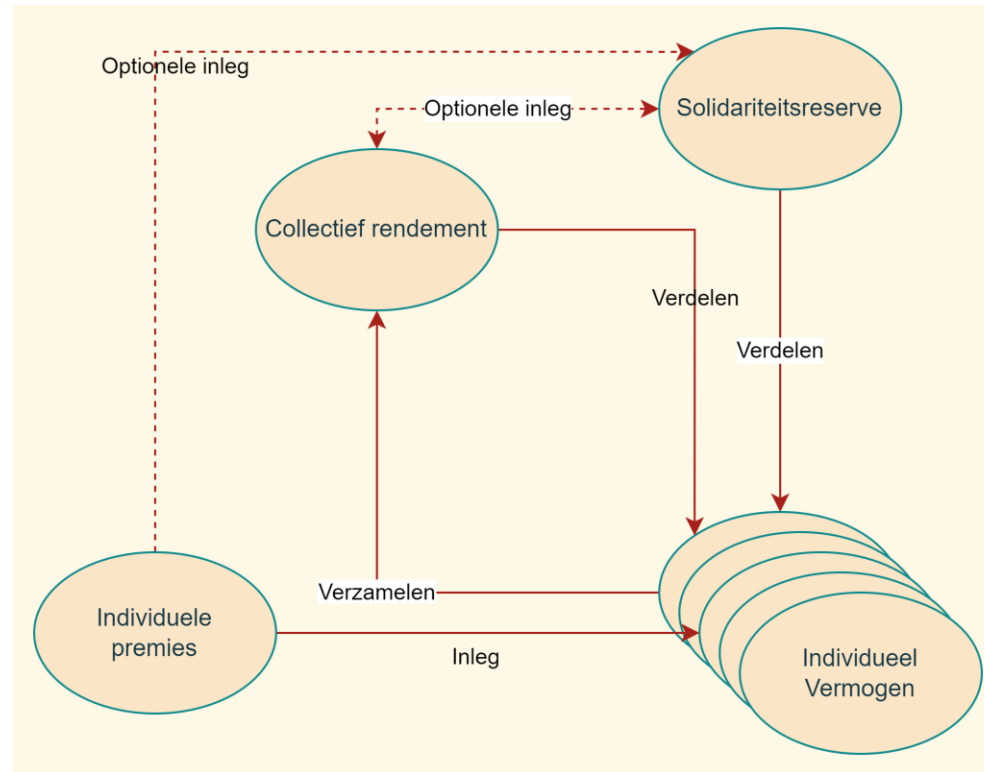 Optionele inleg
Solidariteitsreserve
Optionele inleg
Collectief rendement
Verdelen
Verdelen
Verzamelen
Individuele
premies
Inleg
Individueel
Vermogen